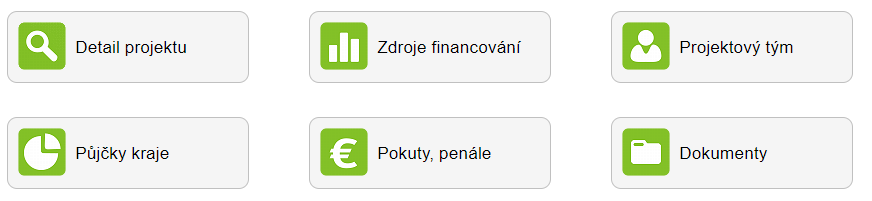 Detail projektu
Zdroje financování
Projektový tým
Půjčky kraje
Pokuty, penále
Dokumenty